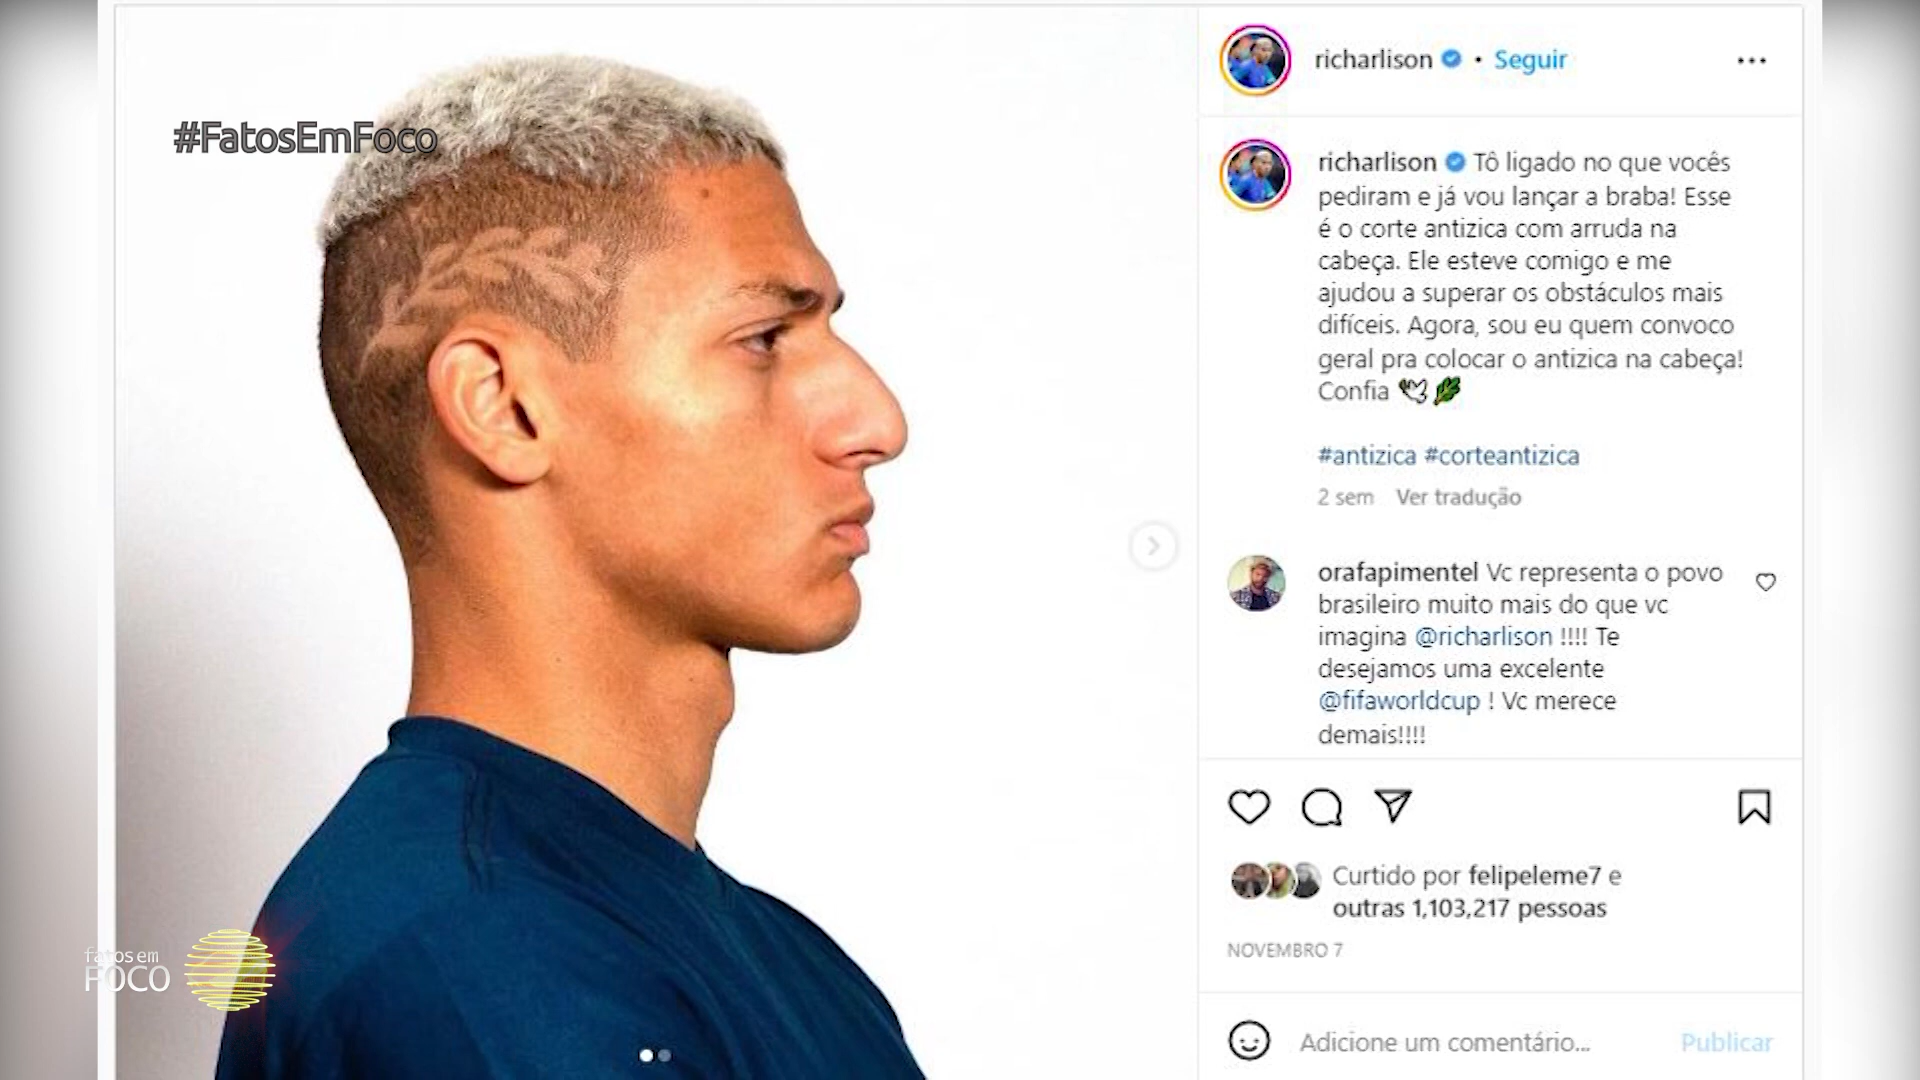 #FatosEmFoco
fatos em
FOCO
richarlison • Seguir
richarlison Tô ligado no que vocês
pediram e já vou lançar a braba! Esse
é o corte antizica com arruda na
cabeça. Ele esteve comigo e me
ajudou a superar os obstáculos mais
difíceis. Agora, sou eu quem convoco
geral pra colocar o antizica na cabeça!
Confia 🕊🌿
#antizica #corteantizica
2 sem Ver tradução
orafapimentel Vc representa o povo
brasileiro muito mais do que vc
imagina @richarlison !!!! Te
desejamos uma excelente
@fifaworldcup ! Vc merece
demais!!!!
Curtido por felipeleme7 e
outras 1,103,217 pessoas
NOVEMBRO 7
Adicione um comentário... Publicar